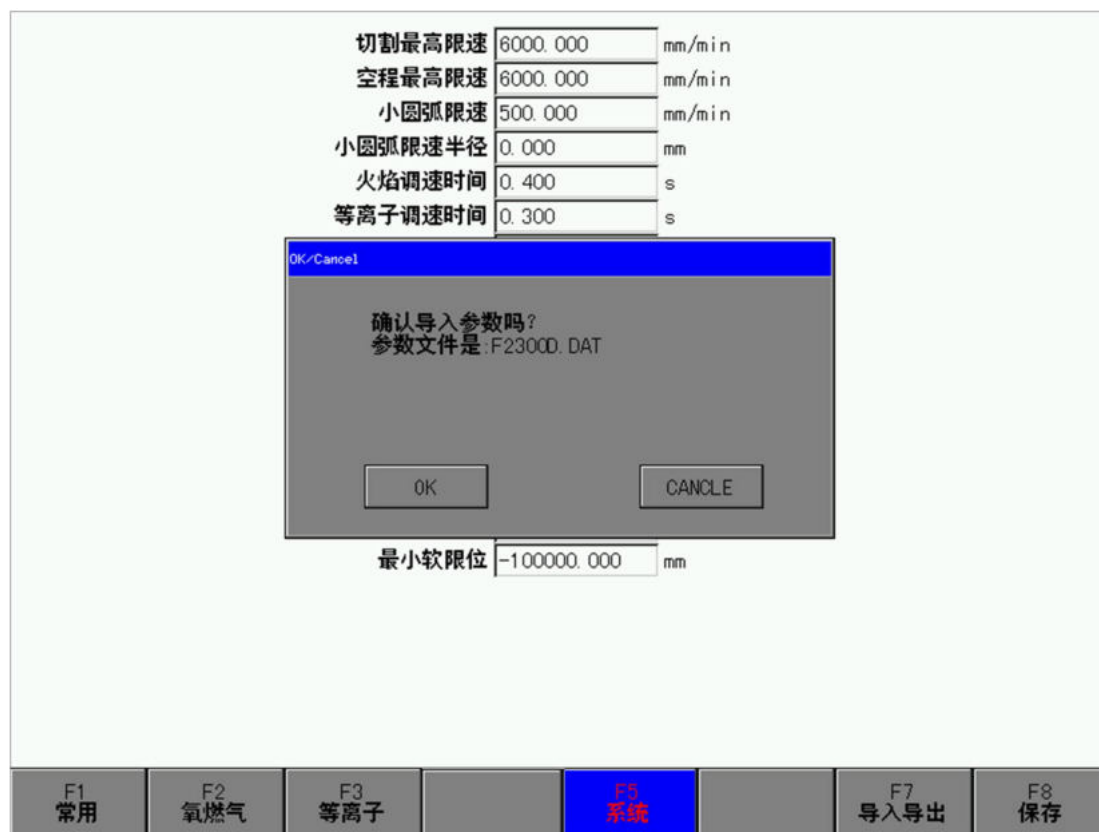 切割最高限速 6000.000 mm/min
空程最高限速 6000.000 mm/min
小圆弧限速 500.000 mm/min
小圆弧限速半径 0.000 mm
火焰调速时间 0.400 s
等离子调速时间 0.300 s
OK/Cancel
确认导入参数吗?
参数文件是:F2300D.DAT
OK CANCLE
最小软限位 -100000.000 mm
F1 F2 F3 F5 F7 F8
常用 氧燃气 等离子 系统 导入导出 保存